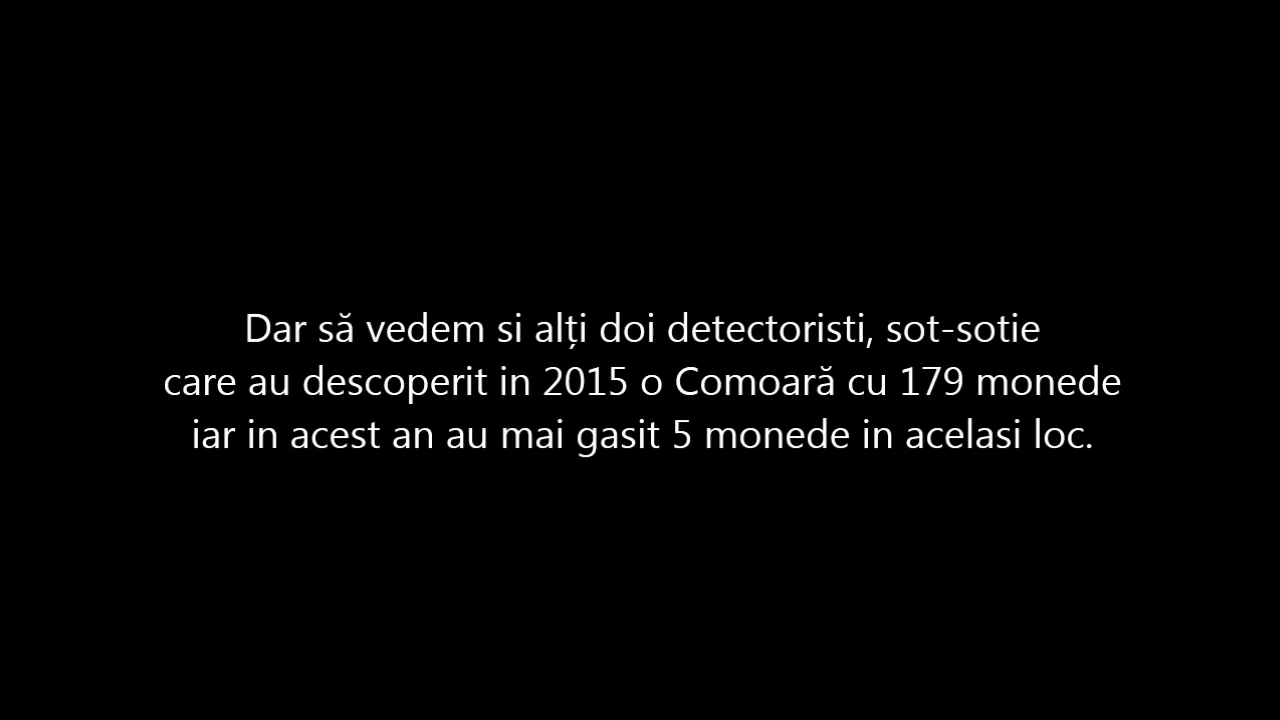 Dar să vedem si alți doi detectoristi, sot-sotie
care au descoperit in 2015 o Comoară cu 179 monede
iar in acest an au mai gasit 5 monede in acelasi loc.